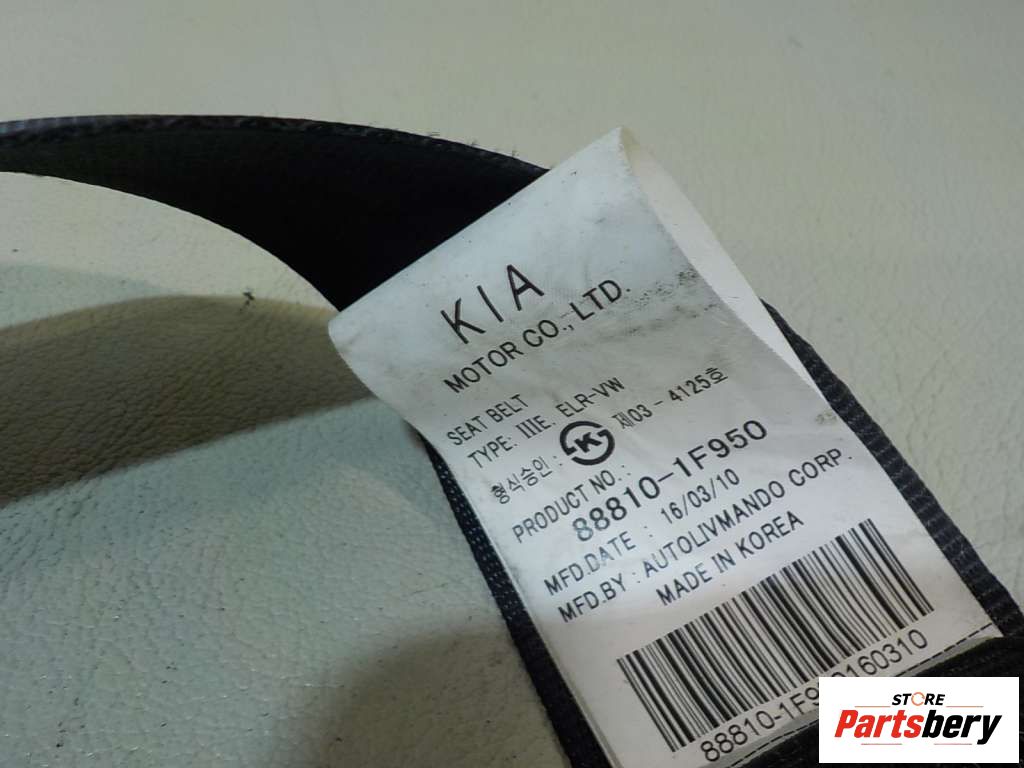 KIA
MOTOR CO., LTD.
SEAT BELT
TYPE: IIIE. ELR-VW
형식승인 : K 제03 - 4125호
PRODUCT NO. :
88810-1F950
MFD.DATE : 16/03/10
MFD.BY : AUTOLIVMANDO CORP.
MADE IN KOREA
STORE
Partsbery